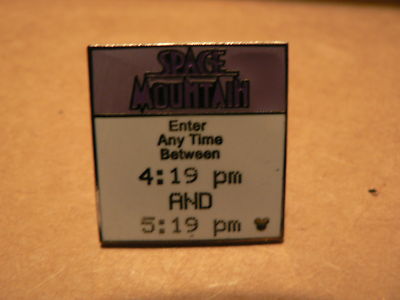 SPACE
MOUNTAIN
Enter
Any Time
Between
4:19 pm
AND
5:19 pm